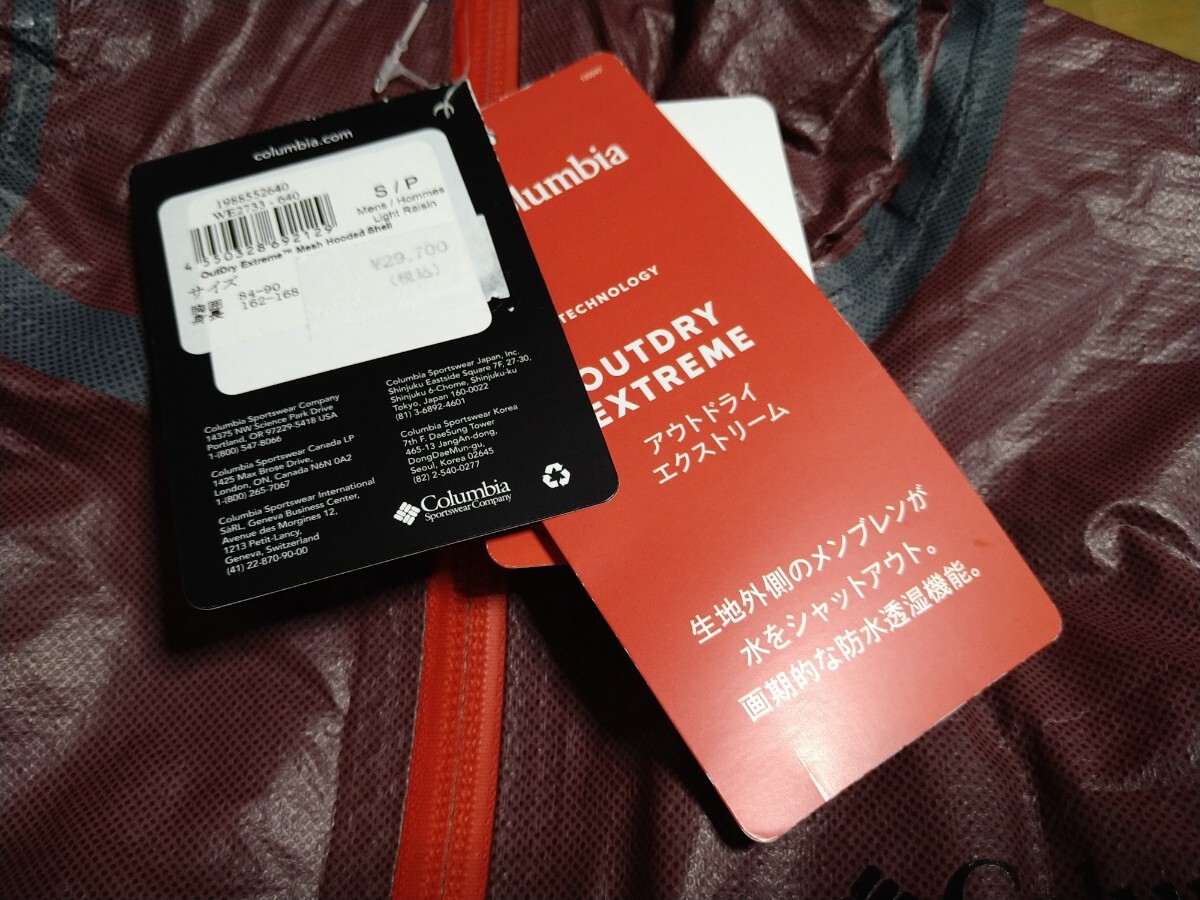 columbia.com
1988552640
WE2733-640
4 550328 692129
S / P
Mens / Hommes
Light Raisin
OutDry Extreme™ Mesh Hooded Shell
サイズ
胸囲 84-90
身長 162-168
¥29,700
(税込)
Columbia Sportswear Company
14375 NW Science Park Drive
Portland, OR 97229-5418 USA
1-(800) 547-8066
Columbia Sportswear Canada LP
1425 Max Brose Drive,
London, ON, Canada N6N 0A2
1-(800) 265-7067
Columbia Sportswear International
SàRL, Geneva Business Center,
Avenue des Morgines 12,
1213 Petit-Lancy,
Geneva, Switzerland
(41) 22-870-90-00
Columbia Sportswear Japan, Inc.
Shinjuku Eastside Square 7F, 27-30,
Shinjuku 6-Chome, Shinjuku-ku
Tokyo, Japan 160-0022
(81) 3-6892-4601
Columbia Sportswear Korea
7th F. DaeSung Tower
465-13 JangAn-dong,
DongDaeMun-gu,
Seoul, Korea 02645
(82) 2-540-0277
Columbia
Sportswear Company
olumbia
TECHNOLOGY
OUTDRY
EXTREME
アウトドライ
エクストリーム
生地外側のメンブレンが
水をシャットアウト。
画期的な防水透湿機能。